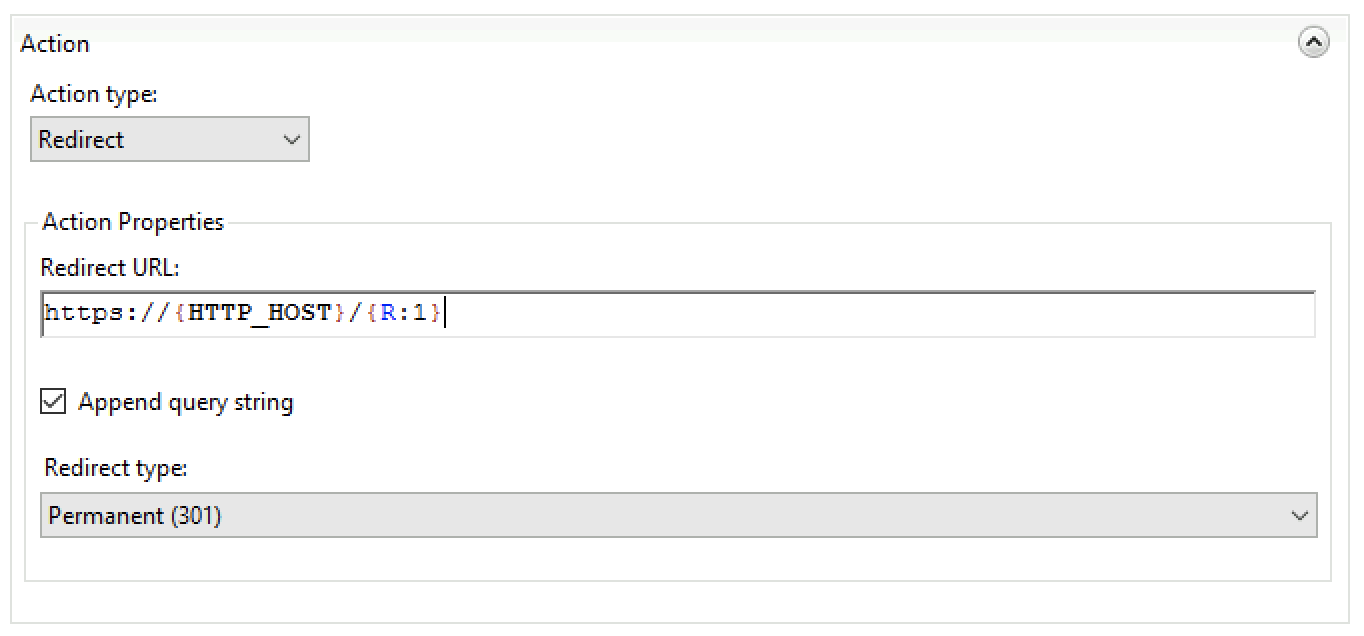 Action
Action type:
Redirect
Action Properties
Redirect URL:
https://{HTTP_HOST}/{R:1}
Append query string
Redirect type:
Permanent (301)